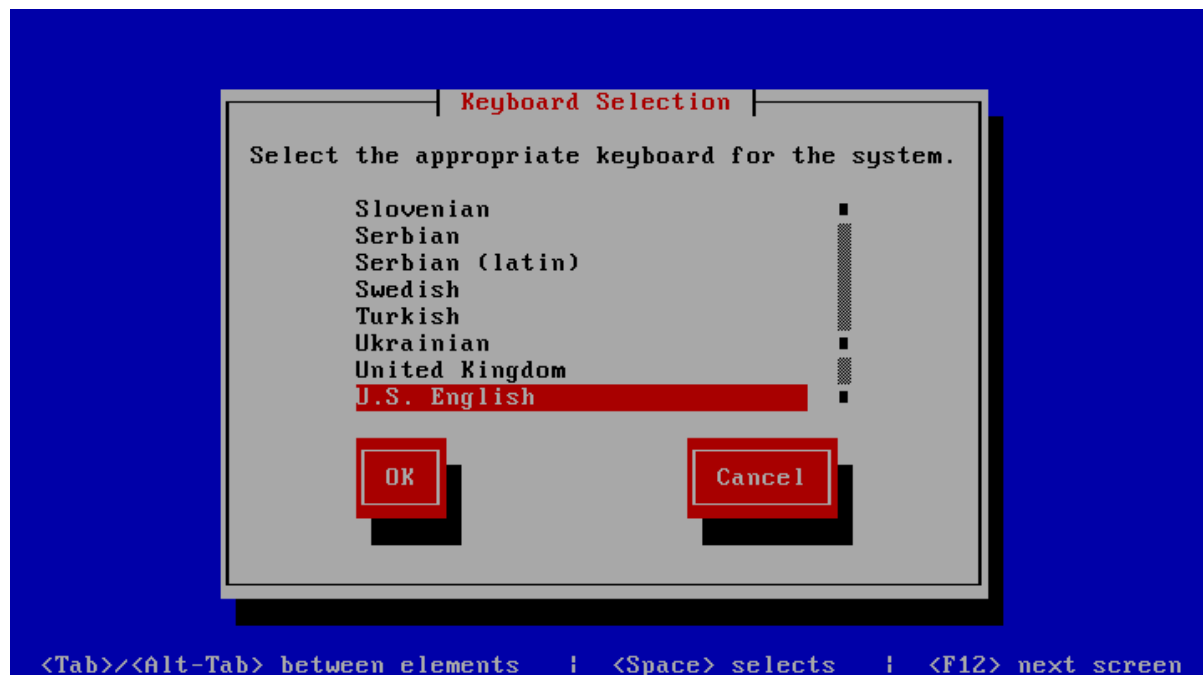 Keyboard Selection
Select the appropriate keyboard for the system.
Slovenian
Serbian
Serbian (latin)
Swedish
Turkish
Ukrainian
United Kingdom
U.S. English
OK Cancel
<Tab>/<Alt-Tab> between elements | <Space> selects | <F12> next screen